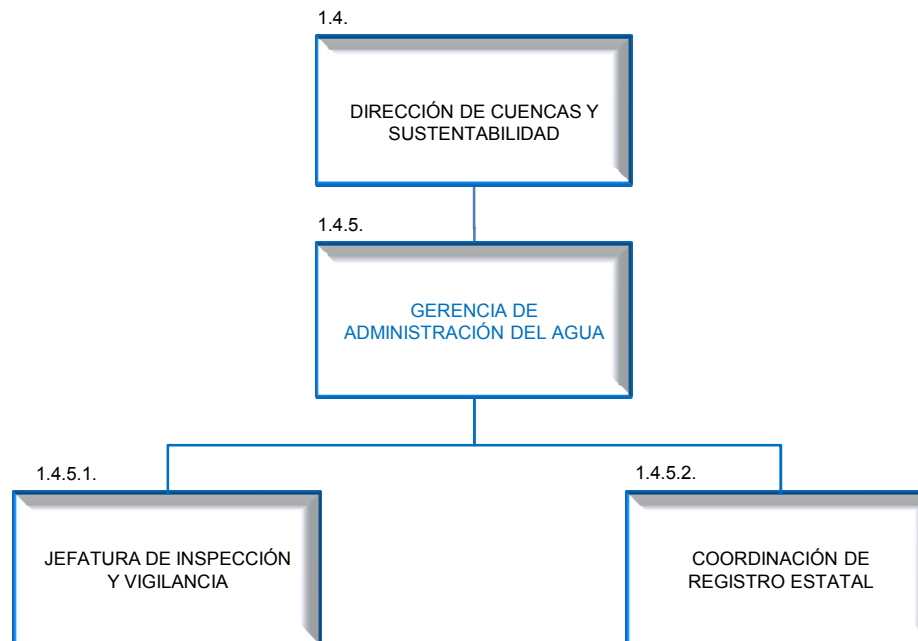 1.4.
DIRECCIÓN DE CUENCAS Y
SUSTENTABILIDAD
1.4.5.
GERENCIA DE
ADMINISTRACIÓN DEL AGUA
1.4.5.1.
JEFATURA DE INSPECCIÓN
Y VIGILANCIA
1.4.5.2.
COORDINACIÓN DE
REGISTRO ESTATAL